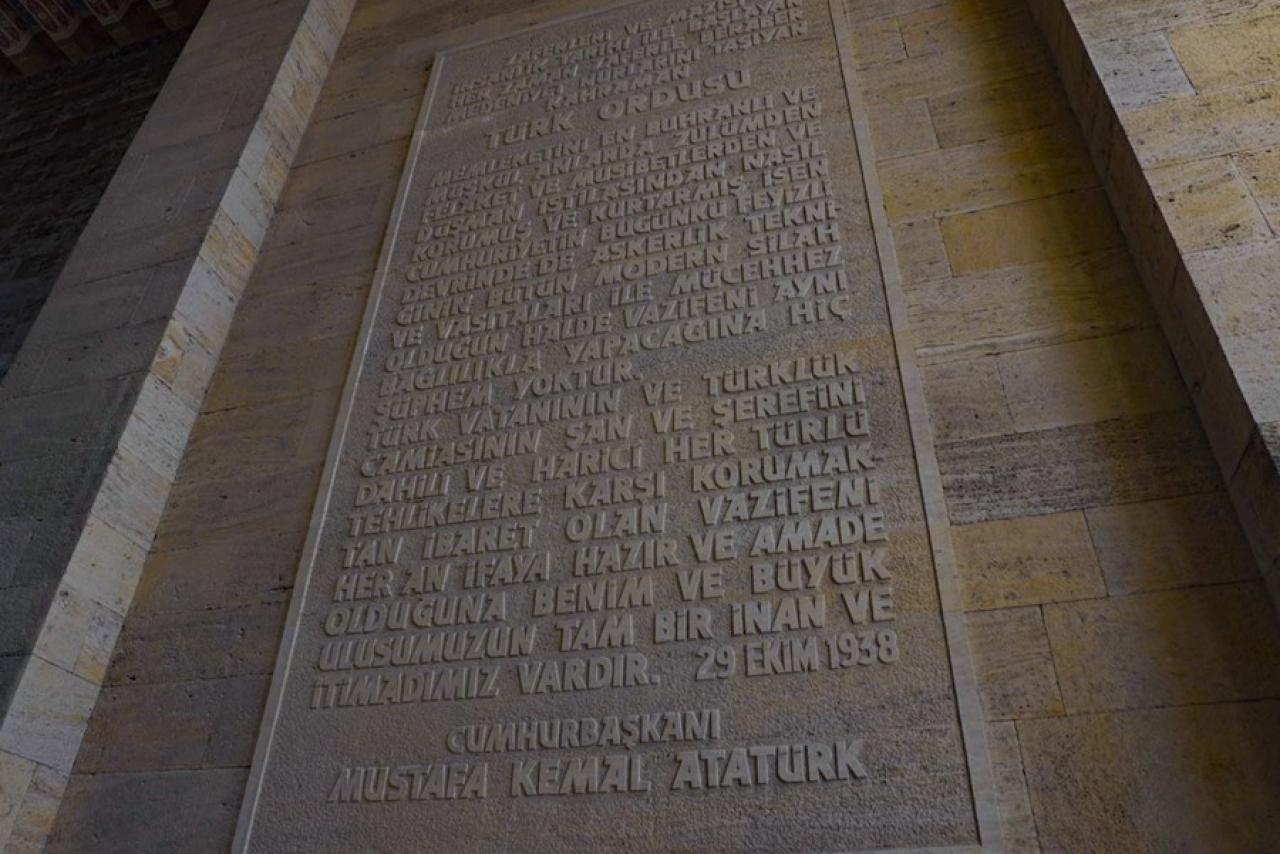 ZAFERLERİ VE MAZİSİ
İNSANLIK TARİHİ İLE BAŞLAYAN
HER ZAMAN ZAFERLE BERABER
MEDENİYET NURLARINI TAŞIYAN
KAHRAMAN
TÜRK ORDUSU
MEMLEKETİNİ EN BUHRANLI VE
MÜŞKÜL ANLARDA ZULÜMDEN
FELAKET VE MUSİBETLERDEN VE
DÜŞMAN İSTİLASINDAN NASIL
KORUMUŞ VE KURTARMIŞ İSEN
CUMHURİYETİN BUGÜNKÜ FEYİZLİ
DEVRİNDE DE ASKERLİK TEKNİ-
ĞİNİN BÜTÜN MODERN SİLAH
VE VASITALARI İLE MÜCEHHEZ
OLDUĞUN HALDE VAZİFENİ AYNI
BAĞLILIKLA YAPACAĞINA HİÇ
ŞÜPHEM YOKTUR.
TÜRK VATANININ VE TÜRKLÜK
CAMİASININ ŞAN VE ŞEREFİNİ
DAHİLİ VE HARİCİ HER TÜRLÜ
TEHLİKELERE KARŞI KORUMAK-
TAN İBARET OLAN VAZİFENİ
HER AN İFAYA HAZIR VE AMADE
OLDUĞUNA BENİM VE BÜYÜK
ULUSUMUZUN TAM BİR İNAN VE
İTİMADIMIZ VARDIR. 29 EKİM 1938
CUMHURBAŞKANI
MUSTAFA KEMAL ATATÜRK